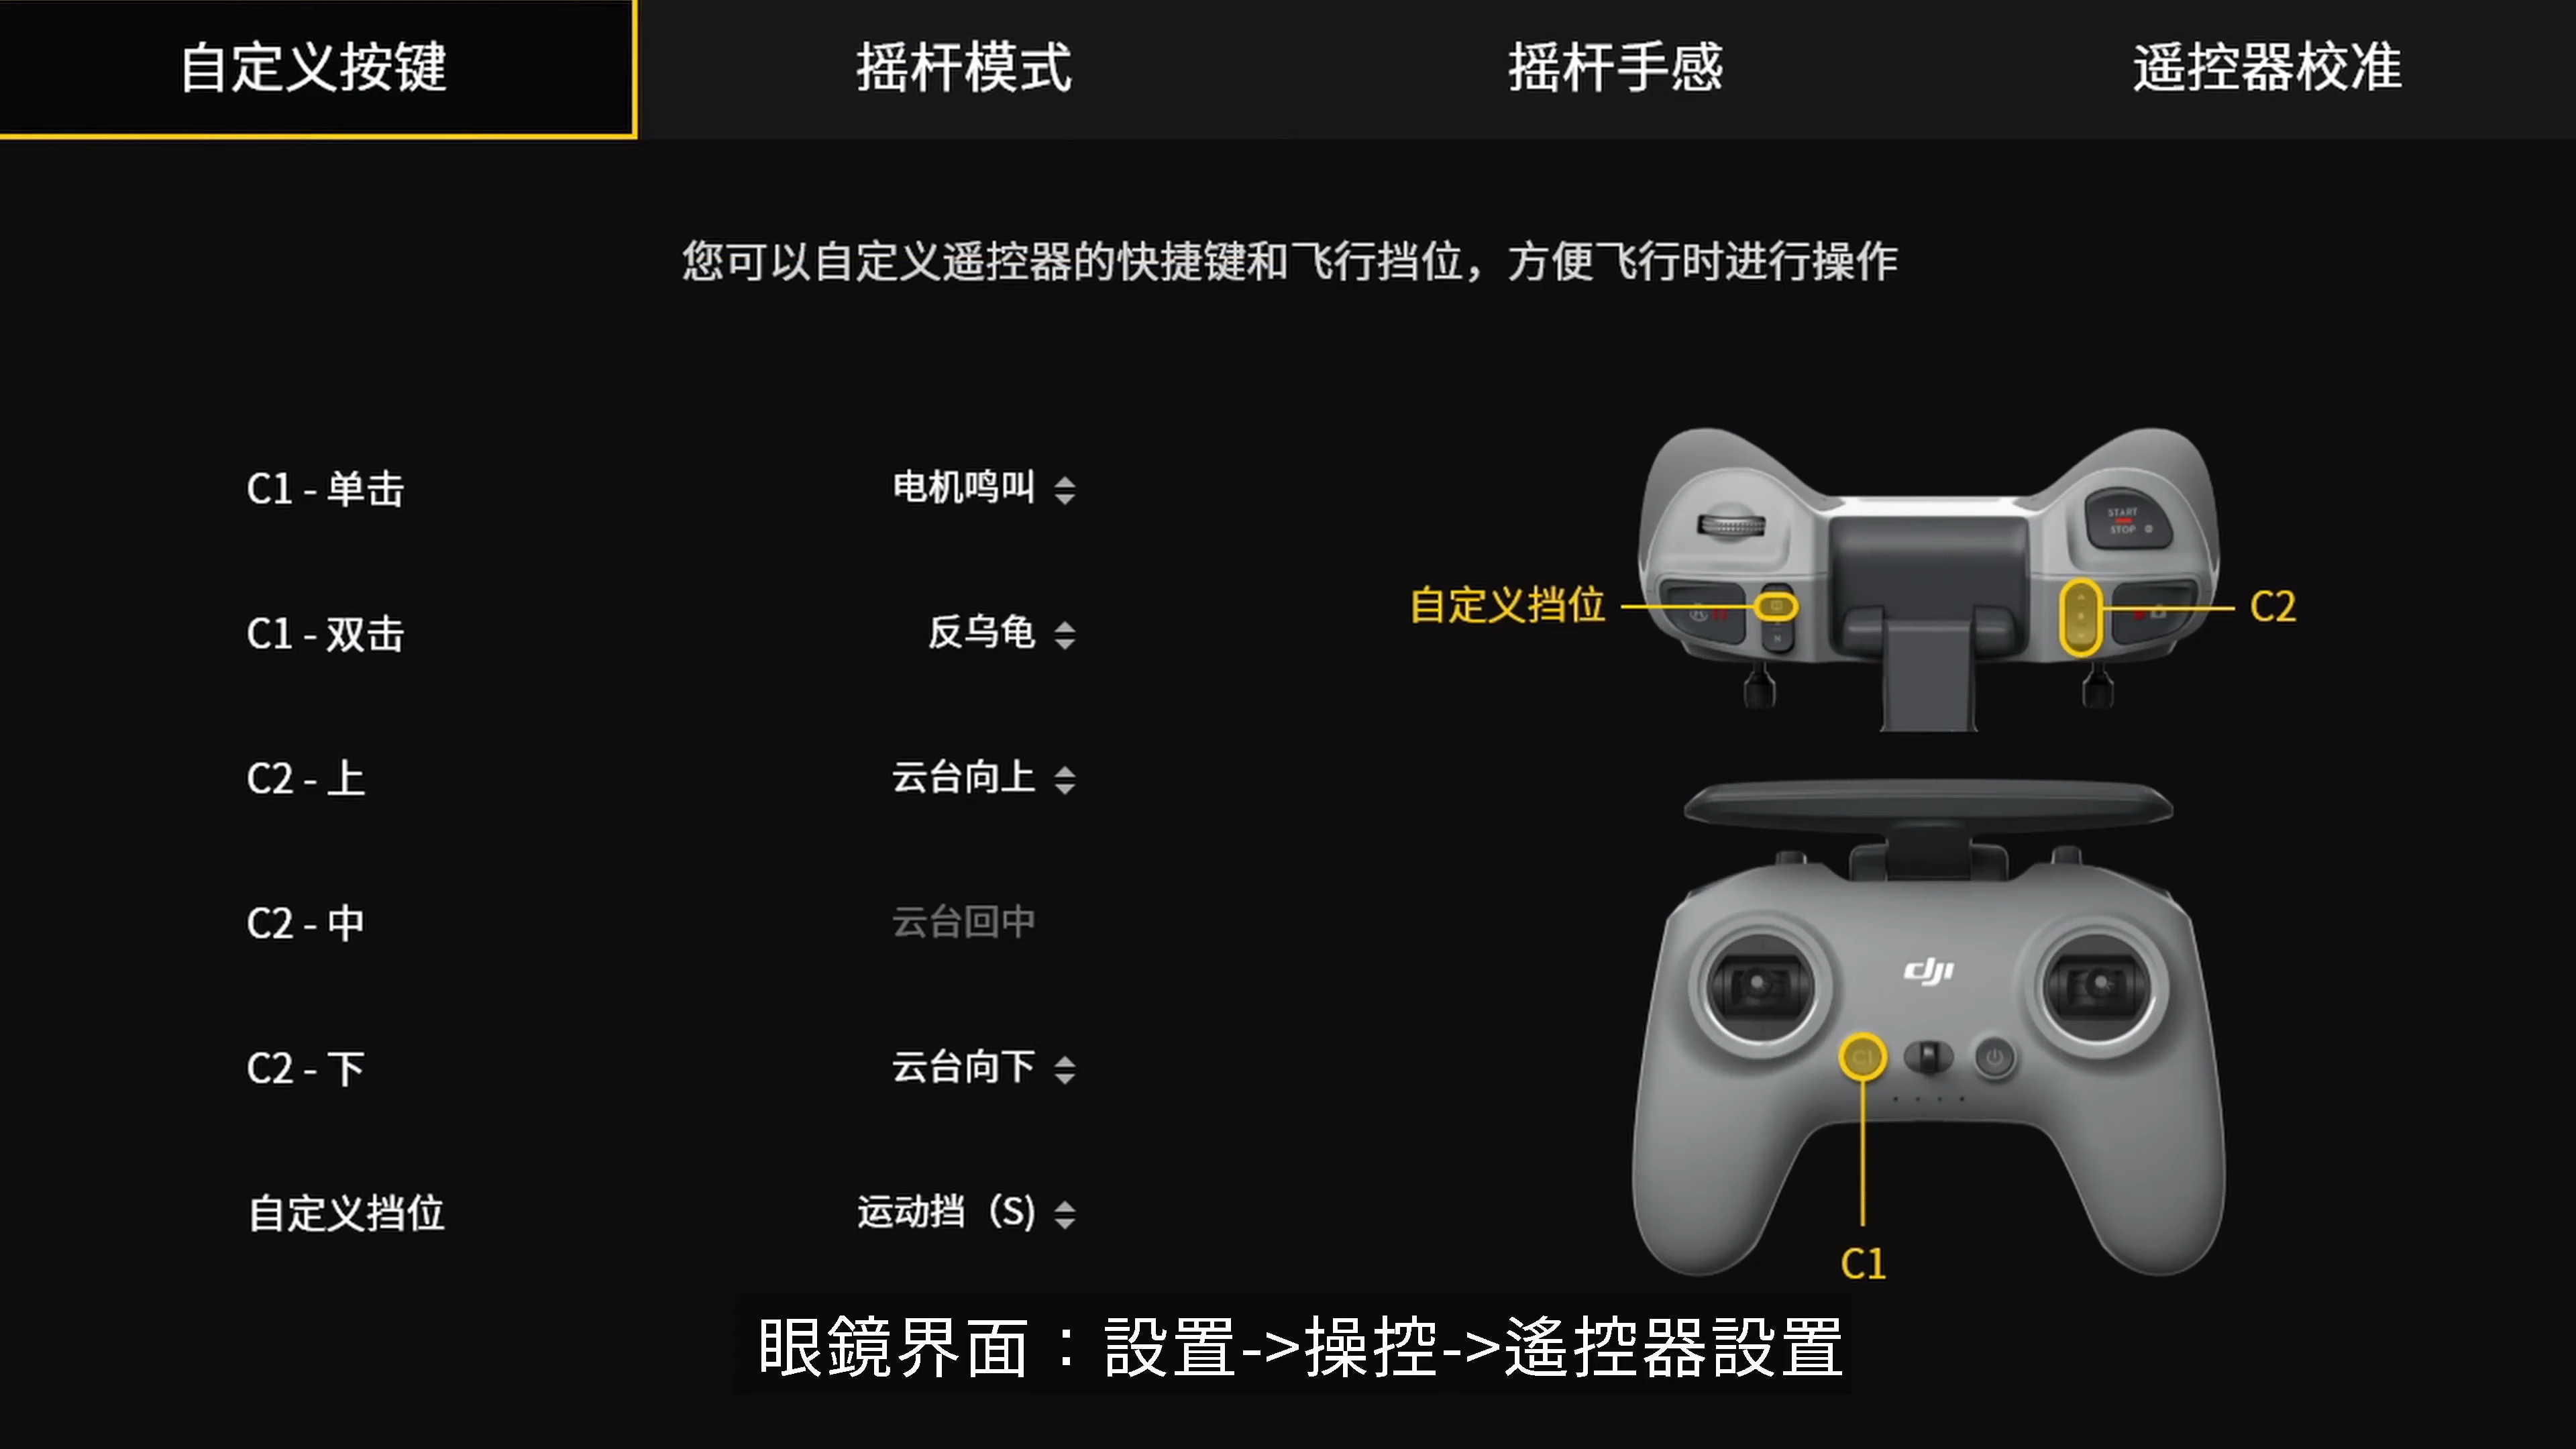 自定义按键
摇杆模式
摇杆手感
遥控器校准
您可以自定义遥控器的快捷键和飞行挡位，方便飞行时进行操作
C1 - 单击
电机鸣叫
C1 - 双击
反乌龟
C2 - 上
云台向上
C2 - 中
云台回中
C2 - 下
云台向下
自定义挡位
运动挡（S)
START
STOP
自定义挡位
N
C2
dji
C1
C1
眼鏡界面：設置->操控->遙控器設置